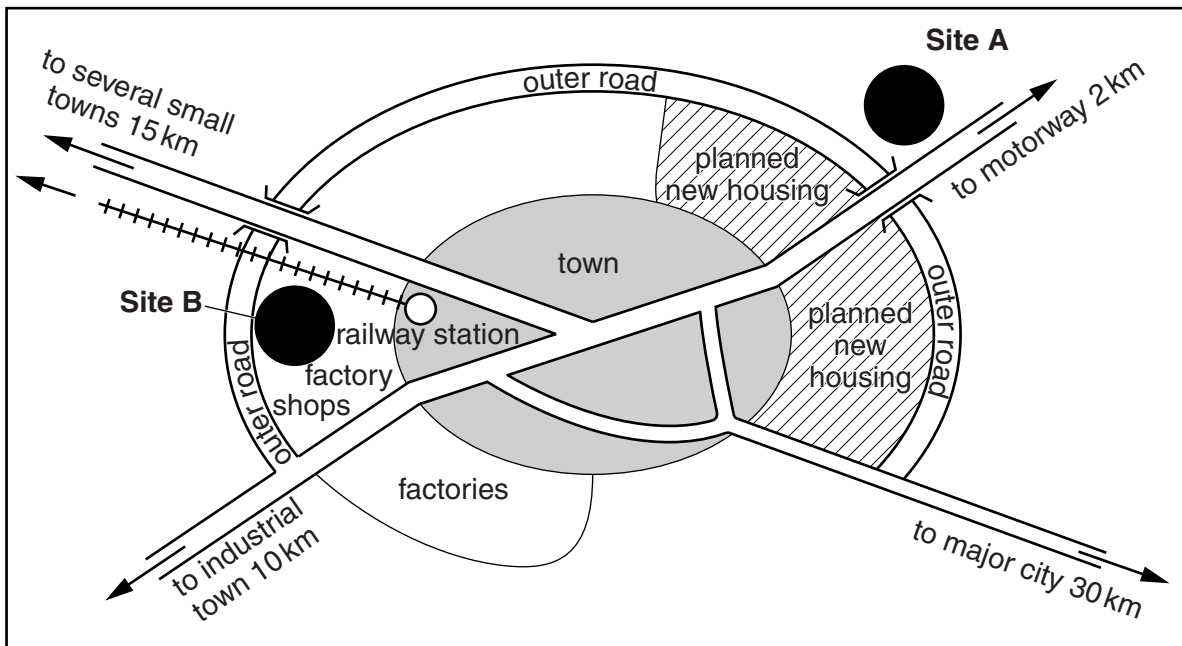 Site A
outer road
to several small
towns 15 km
to motorway 2 km
planned
new housing
town
Site B
railway station
planned
new
housing
outer road
factory
shops
outer road
factories
to industrial
town 10 km
to major city 30 km